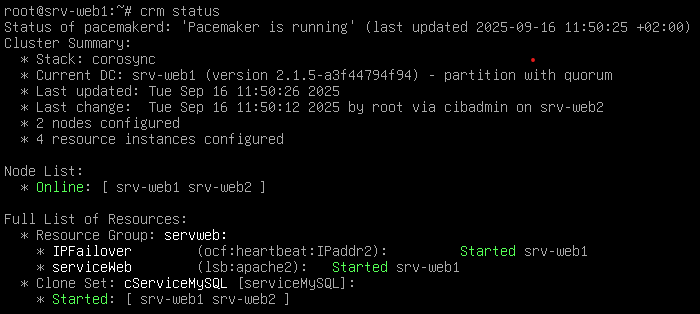 root@srv-web1:~# crm status
Status of pacemakerd: 'Pacemaker is running' (last updated 2025-09-16 11:50:25 +02:00)
Cluster Summary:
  * Stack: corosync
  * Current DC: srv-web1 (version 2.1.5-a3f44794f94) - partition with quorum
  * Last updated: Tue Sep 16 11:50:26 2025
  * Last change:  Tue Sep 16 11:50:12 2025 by root via cibadmin on srv-web2
  * 2 nodes configured
  * 4 resource instances configured

Node List:
  * Online: [ srv-web1 srv-web2 ]

Full List of Resources:
  * Resource Group: servweb:
    * IPFailover        (ocf:heartbeat:IPaddr2):         Started srv-web1
    * serviceWeb        (lsb:apache2):   Started srv-web1
  * Clone Set: cServiceMySQL [serviceMySQL]:
    * Started: [ srv-web1 srv-web2 ]